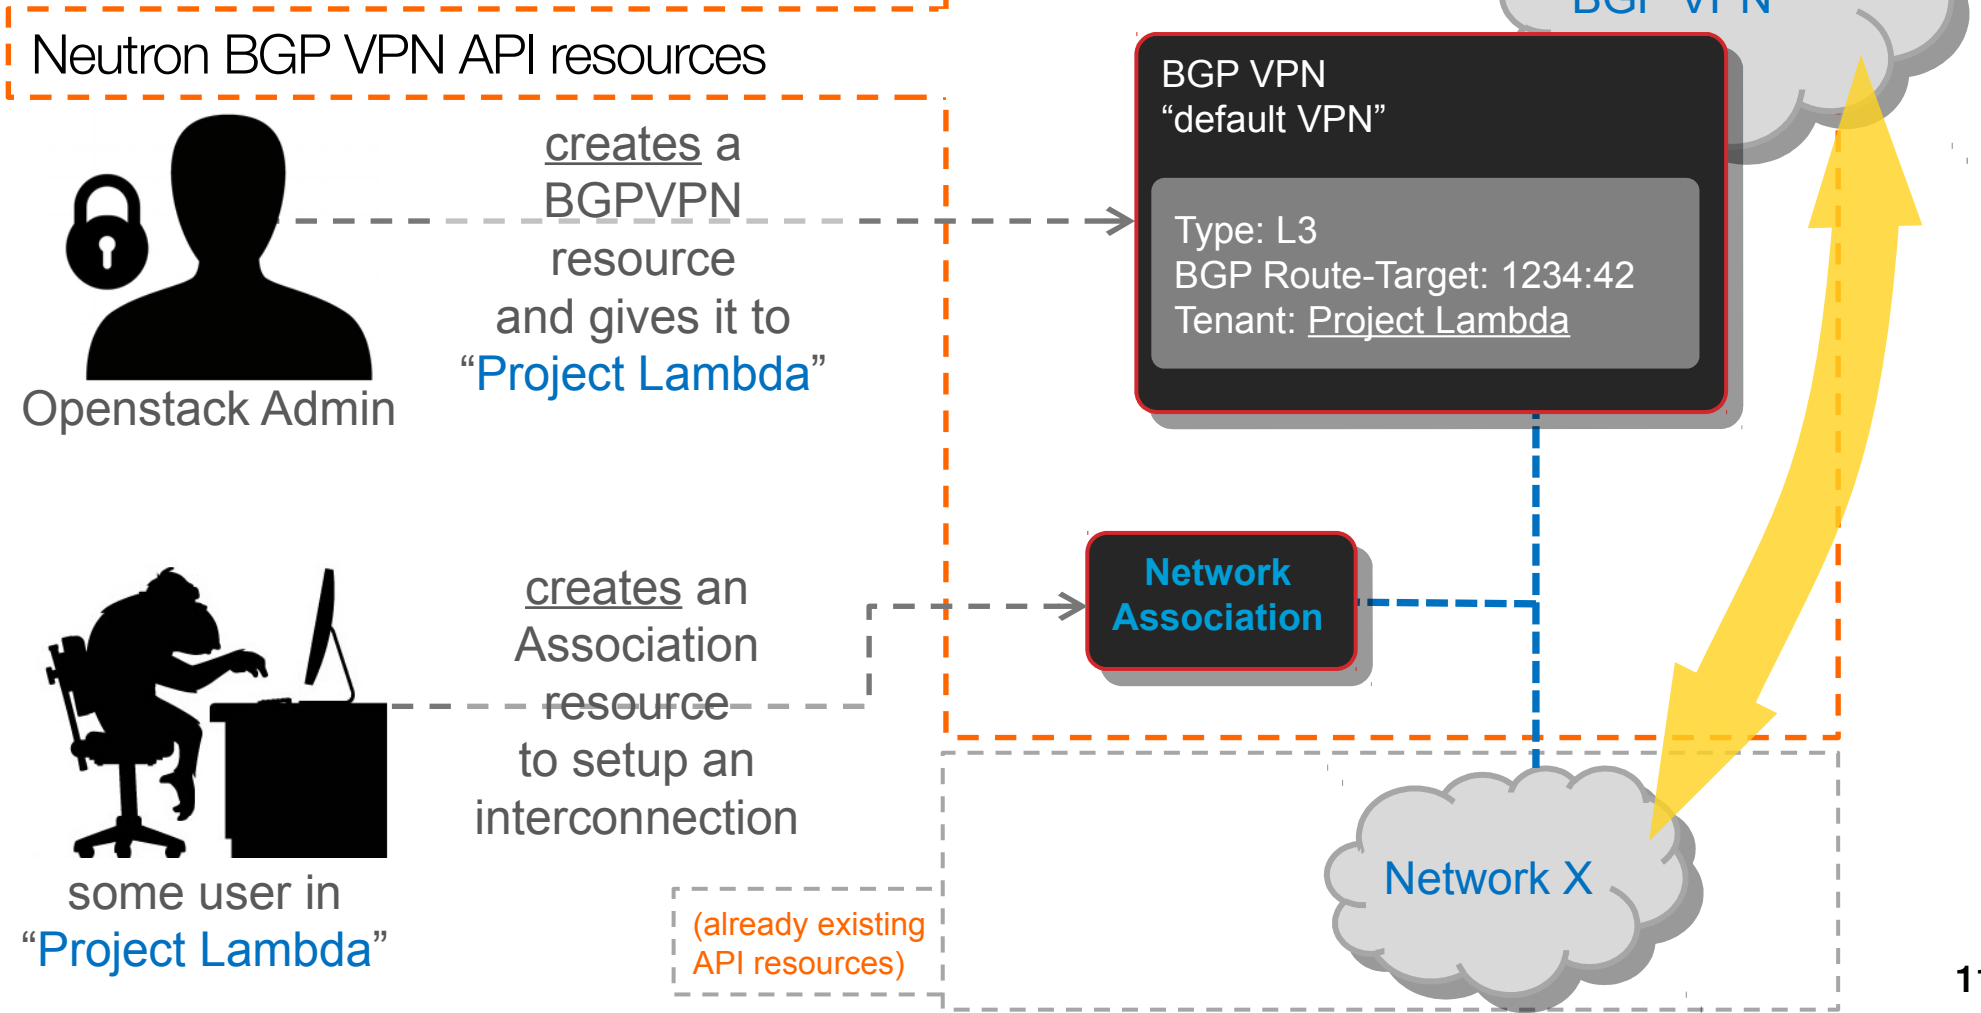 BGP VPN
Neutron BGP VPN API resources
BGP VPN
“default VPN”
Type: L3
BGP Route-Target: 1234:42
Tenant: Project Lambda
creates a
BGPVPN
resource
and gives it to
“Project Lambda”
Openstack Admin
creates an
Association
resource
to setup an
interconnection
Network
Association
some user in
“Project Lambda”
(already existing
API resources)
Network X